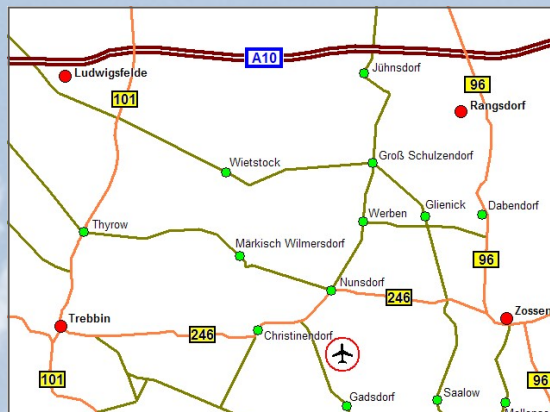 A10
Ludwigsfelde
Jühnsdorf
101
96
Rangsdorf
Wietstock
Groß Schulzendorf
Werben
Glienick
Dabendorf
Thyrow
Märkisch Wilmersdorf
96
Nunsdorf
246
Trebbin
Zossen
246
Christinendorf
101
96
Gadsdorf
Saalow